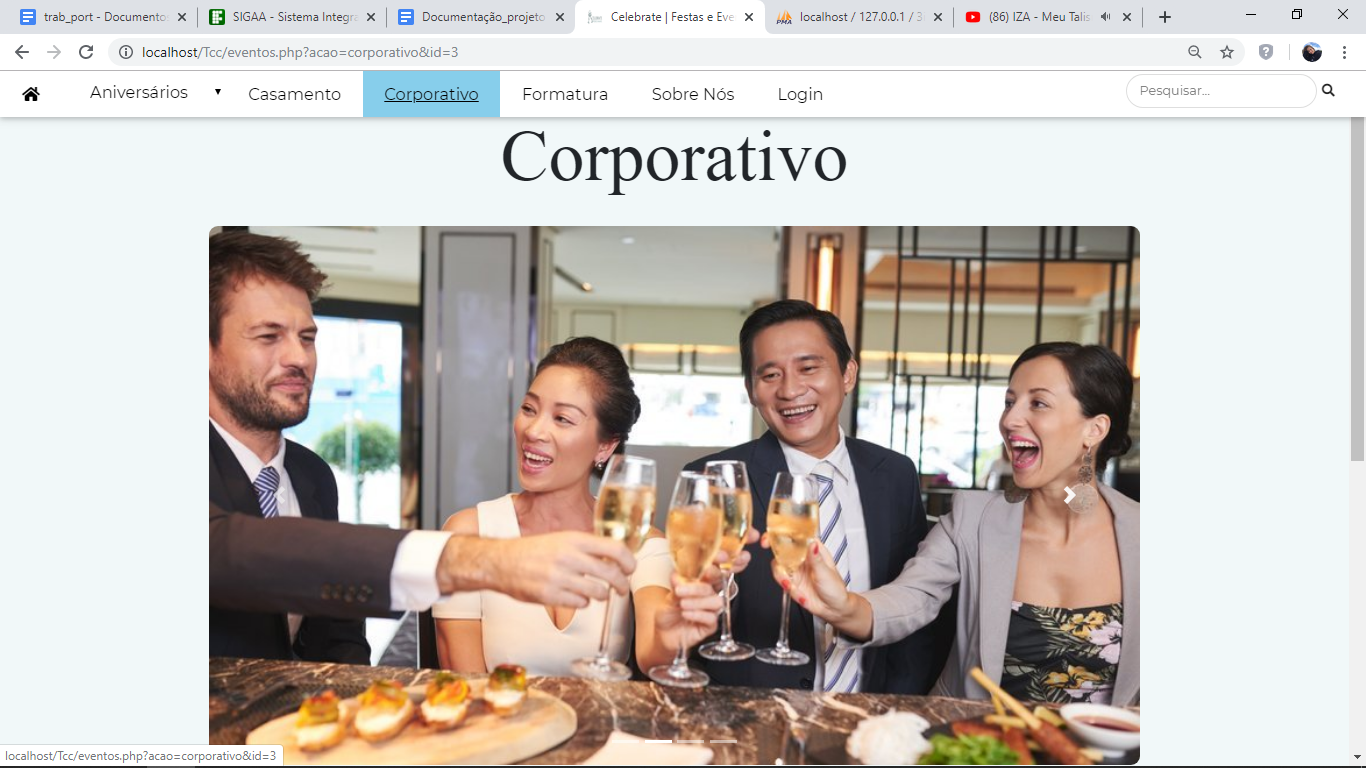 trab_port - Documento
SIGAA - Sistema Integra
Documentação_projeto
Celebrate | Festas e Eve
localhost / 127.0.0.1 / 3
(86) IZA - Meu Talis
localhost/Tcc/eventos.php?acao=corporativo&id=3
Aniversários
Casamento
Corporativo
Formatura
Sobre Nós
Login
Pesquisar...
Corporativo
localhost/Tcc/eventos.php?acao=corporativo&id=3